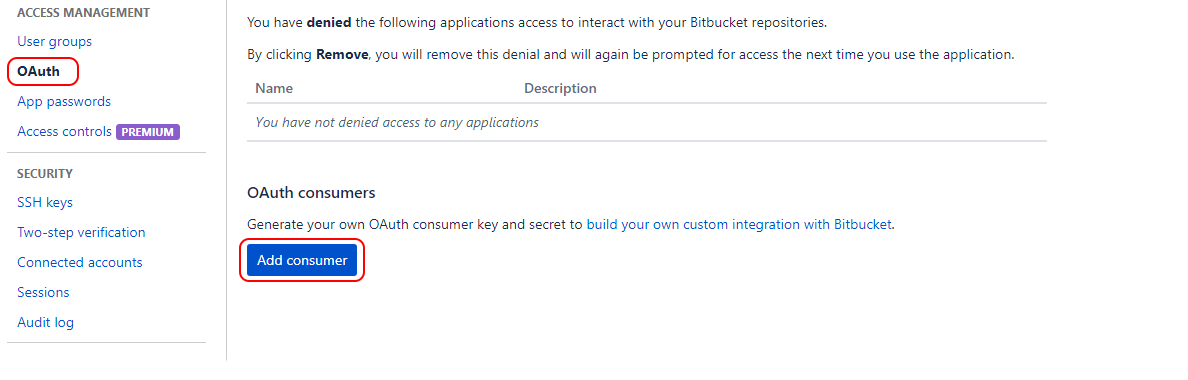 ACCESS MANAGEMENT
User groups
OAuth
App passwords
Access controls PREMIUM
SECURITY
SSH keys
Two-step verification
Connected accounts
Sessions
Audit log
You have denied the following applications access to interact with your Bitbucket repositories.
By clicking Remove, you will remove this denial and will again be prompted for access the next time you use the application.
Name Description
You have not denied access to any applications
OAuth consumers
Generate your own OAuth consumer key and secret to build your own custom integration with Bitbucket.
Add consumer